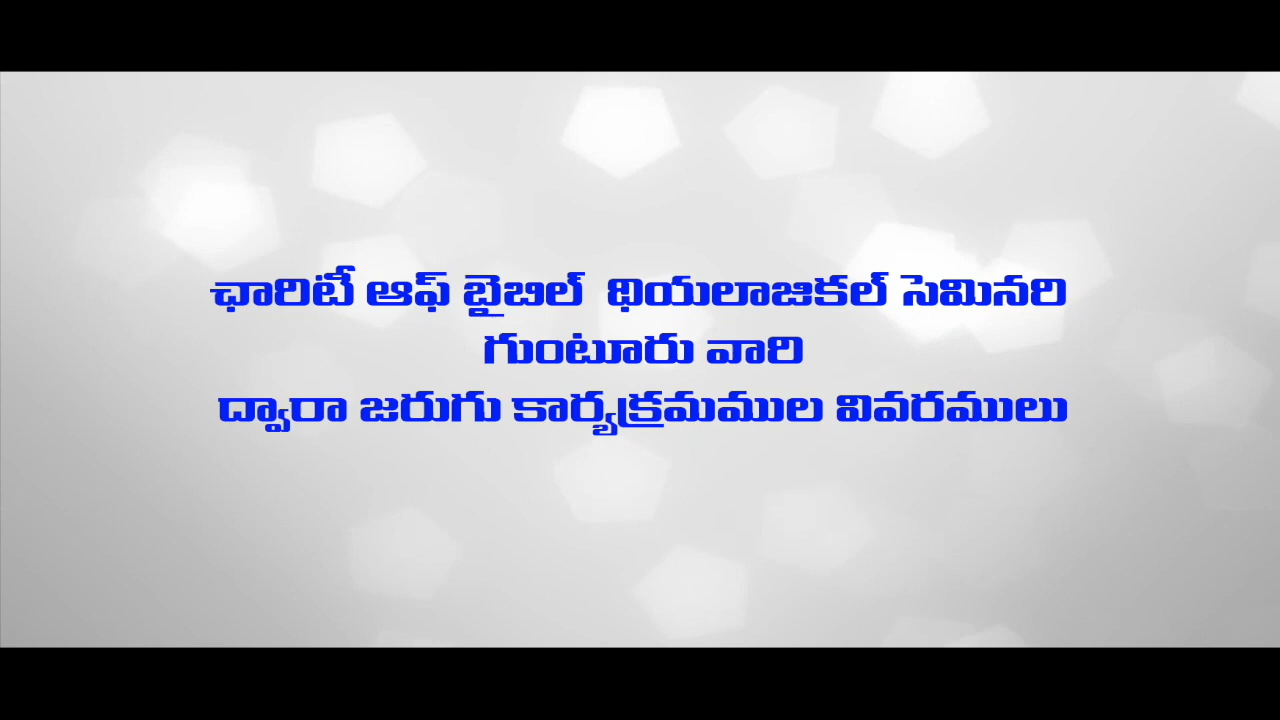 ఛారిటీ ఆఫ్ బైబిల్ థియలాజికల్ సెమినరి
గుంటూరు వారి
ద్వారా జరుగు కార్యక్రమముల వివరములు